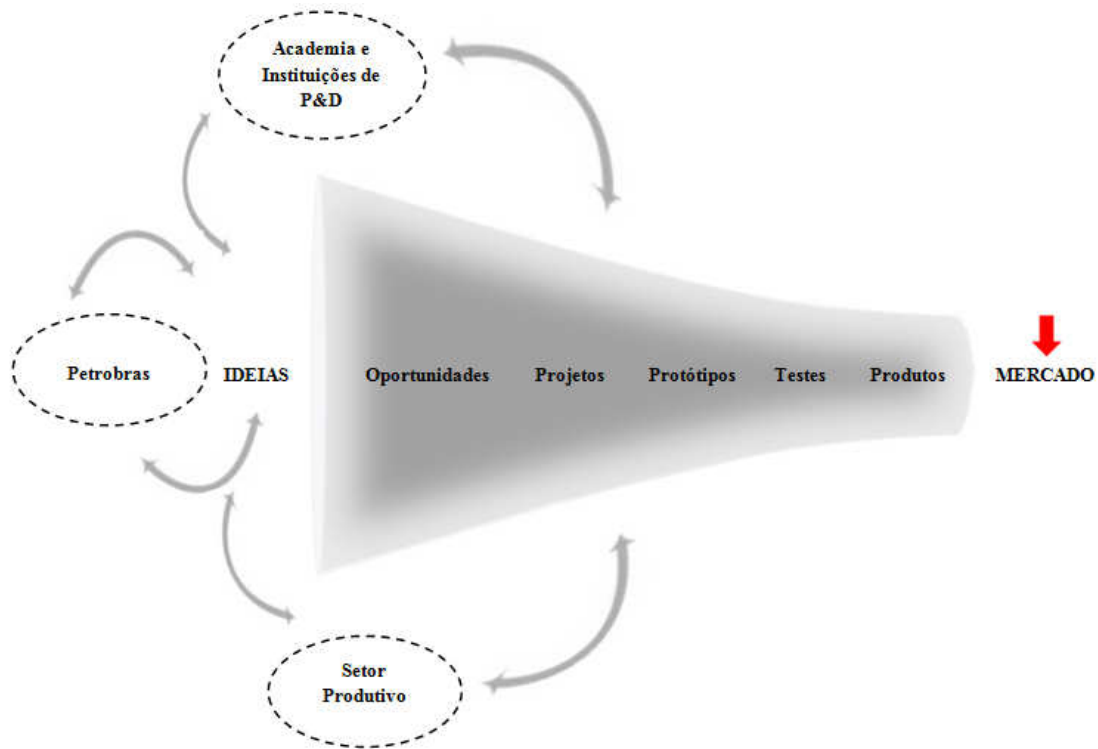 Academia e
Instituições de
P&D
Petrobras
IDEIAS
Oportunidades
Projetos
Protótipos
Testes
Produtos
MERCADO
Setor
Produtivo